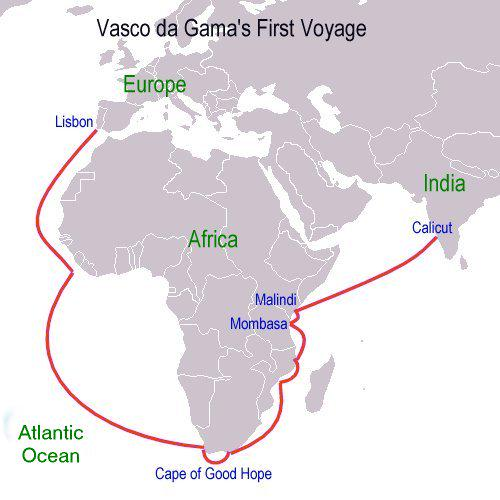 Vasco da Gama's First Voyage
Europe
Lisbon
India
Calicut
Africa
Malindi
Mombasa
Atlantic
Ocean
Cape of Good Hope